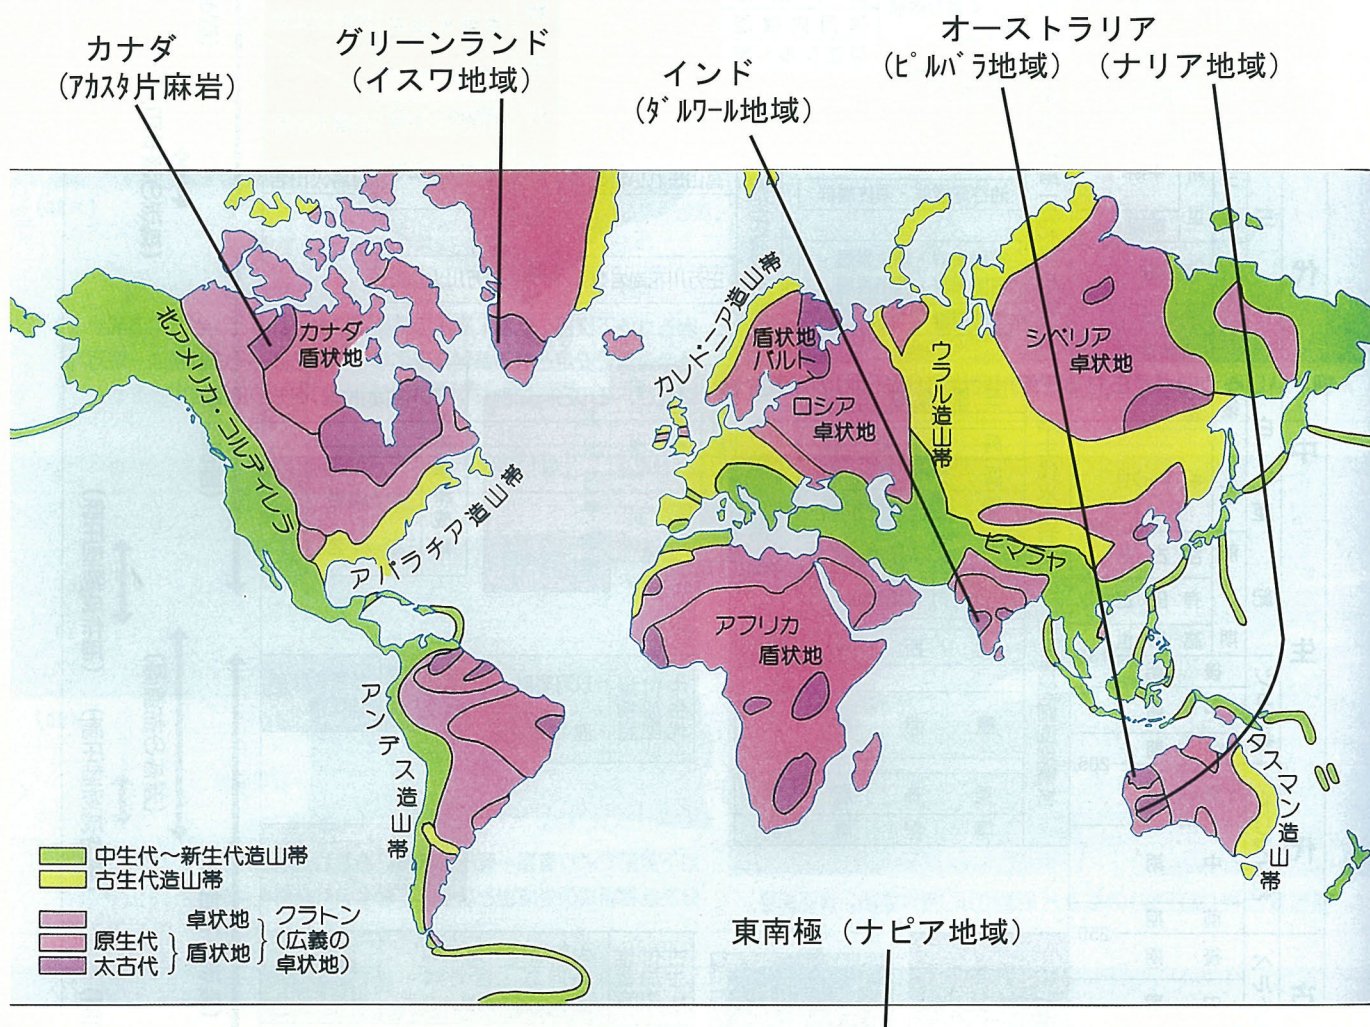 カナダ
(アカスタ片麻岩)
グリーンランド
(イスワ地域)
インド
(ダルワール地域)
オーストラリア
(ピルバラ地域) (ナリア地域)
北アメリカ・コルディレラ
カナダ
盾状地
アパラチア造山帯
カレドニア造山帯
盾状地
バルト
ロシア
卓状地
ウラル造山帯
シベリア
卓状地
ヒマラヤ
アフリカ
盾状地
アンデス造山帯
タスマン造山帯
中生代〜新生代造山帯
古生代造山帯
卓状地
原生代
太古代
盾状地
クラトン
(広義の
卓状地)
東南極 (ナピア地域)